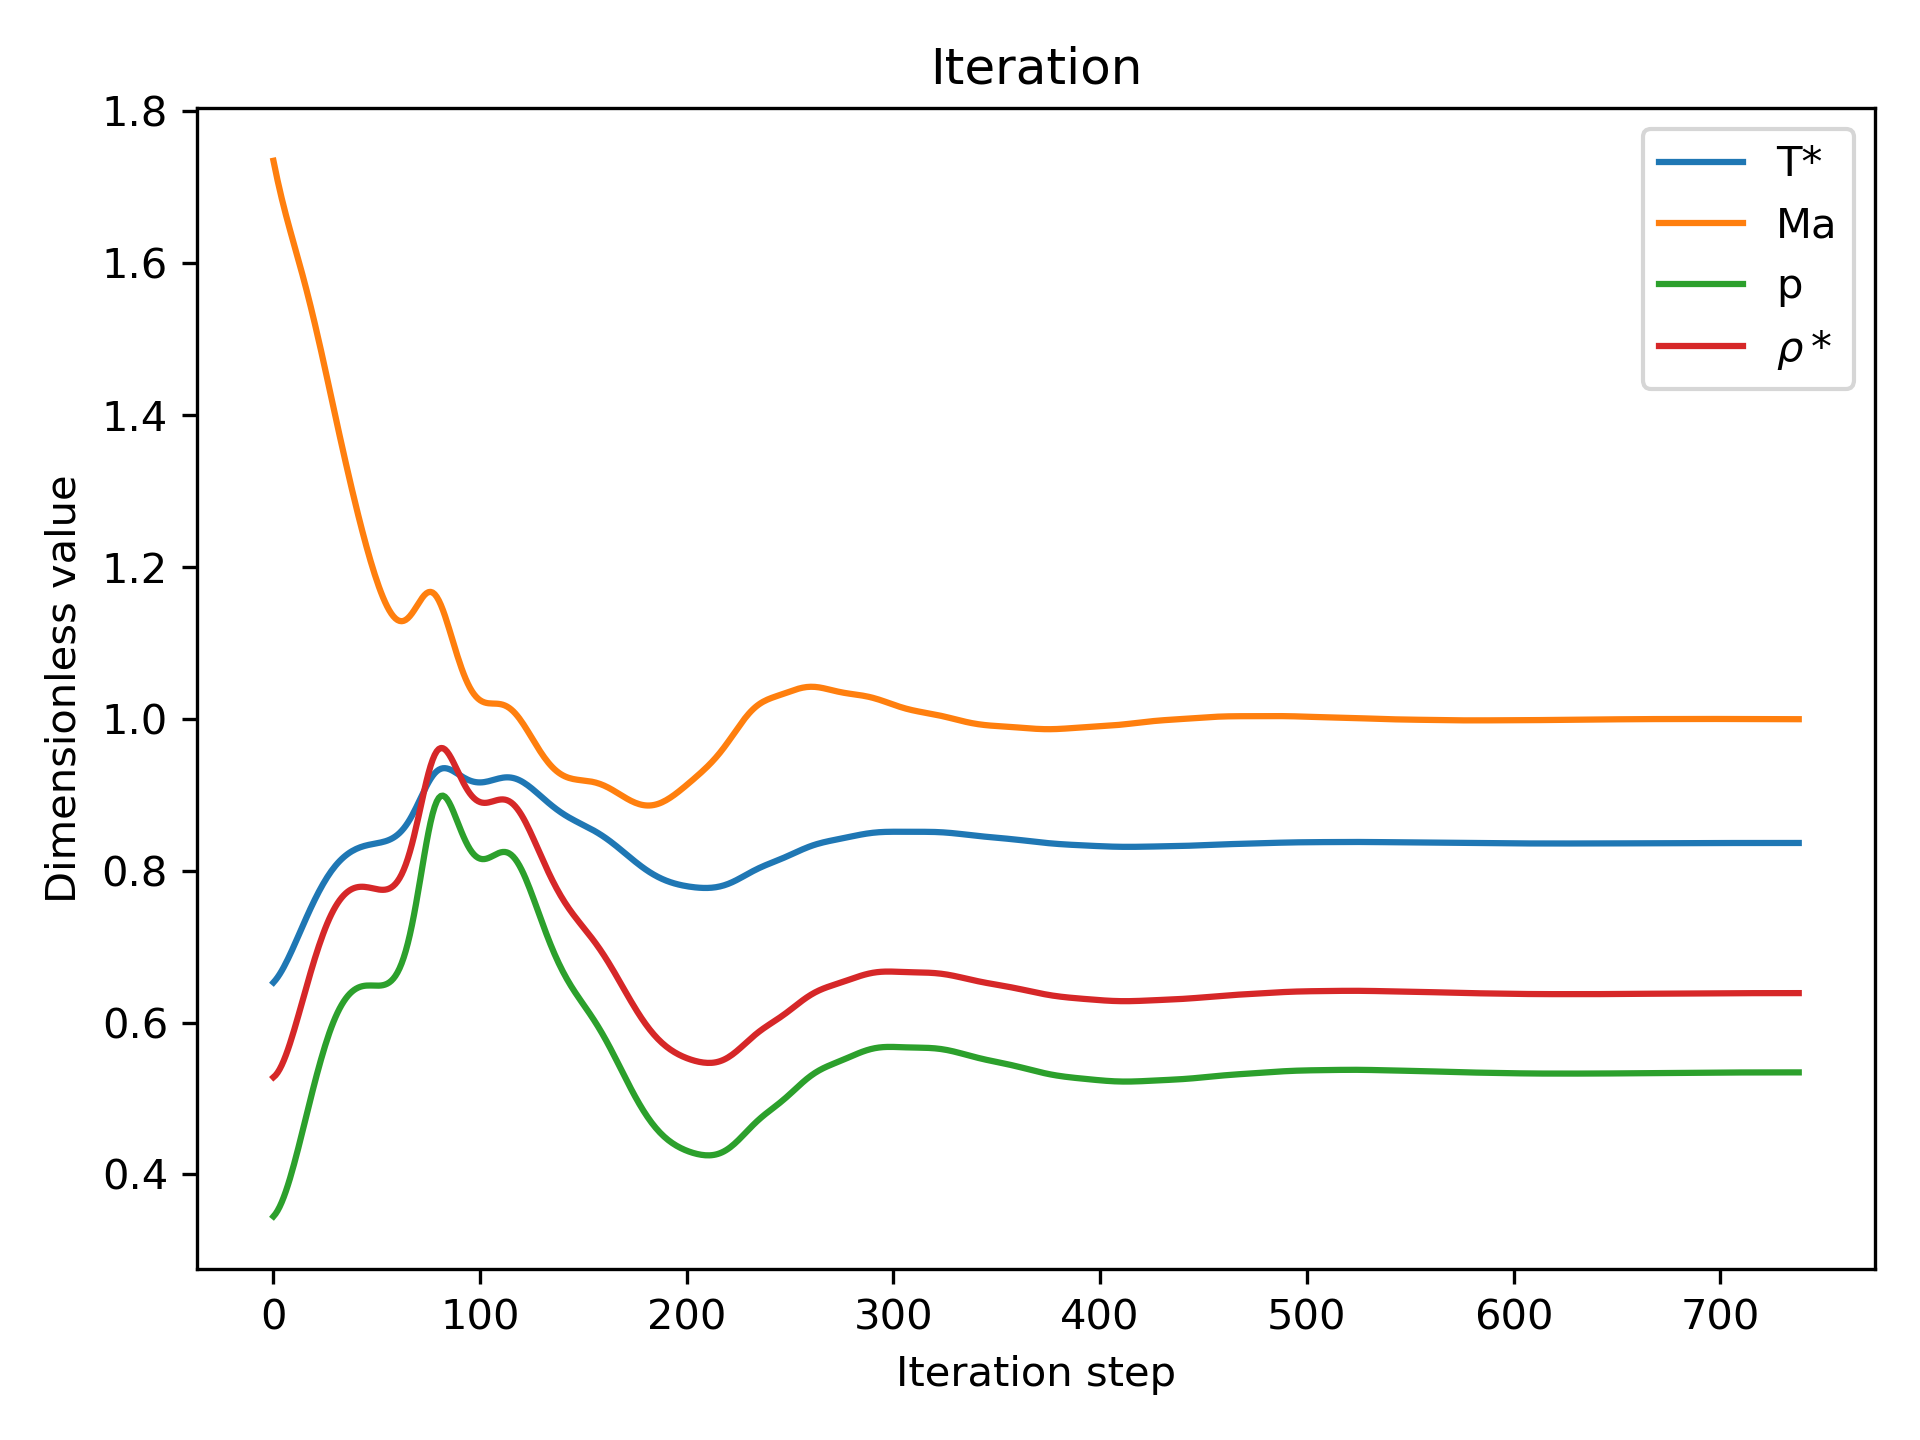 Iteration
1.8
1.6
1.4
1.2
1.0
0.8
0.6
0.4
Dimensionless value
T*
Ma
p
ρ *
0 100 200 300 400 500 600 700
Iteration step